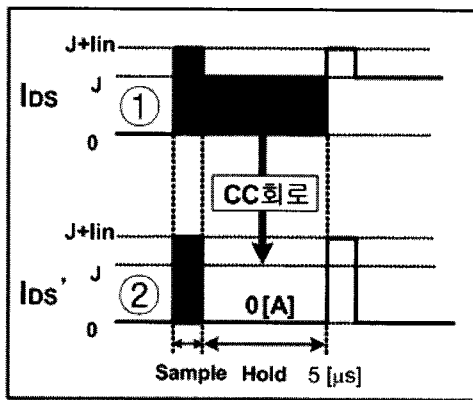 J+Iin
IDS J ①
0
CC회로
J+Iin
IDS' J ②
0 0[A]
Sample Hold 5 [μs]